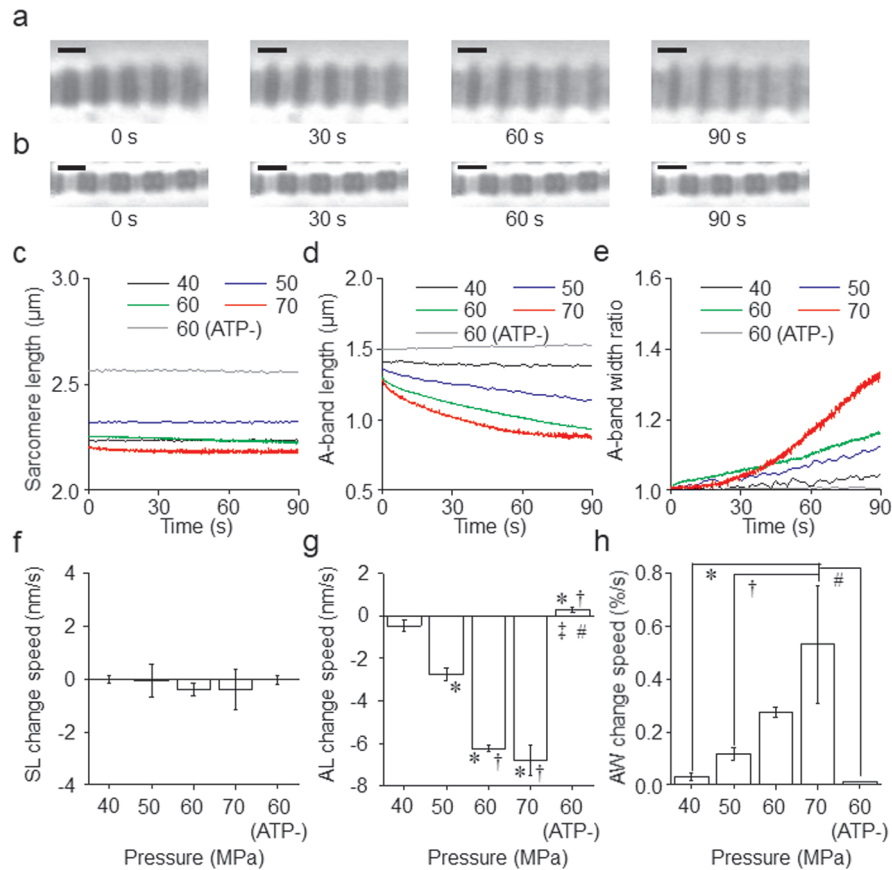 a
0 s 30 s 60 s 90 s
b
0 s 30 s 60 s 90 s
c
Sarcomere length (µm)
3.0
2.5
2.0
40 50
60 70
60 (ATP-)
0 30 60 90
Time (s)
d
A-band length (µm)
2.0
1.5
1.0
0.5
40 50
60 70
60 (ATP-)
0 30 60 90
Time (s)
e
A-band width ratio
1.6
1.4
1.2
1.0
40 50
60 70
60 (ATP-)
0 30 60 90
Time (s)
f
SL change speed (nm/s)
4
2
0
-2
-4
40 50 60 70 60
(ATP-)
Pressure (MPa)
g
AL change speed (nm/s)
2
0
-2
-4
-6
-8
* †
‡ #
*
* †
* †
40 50 60 70 60
(ATP-)
Pressure (MPa)
h
AW change speed (%/s)
0.8
0.6
0.4
0.2
0.0
*
†
#
40 50 60 70 60
(ATP-)
Pressure (MPa)